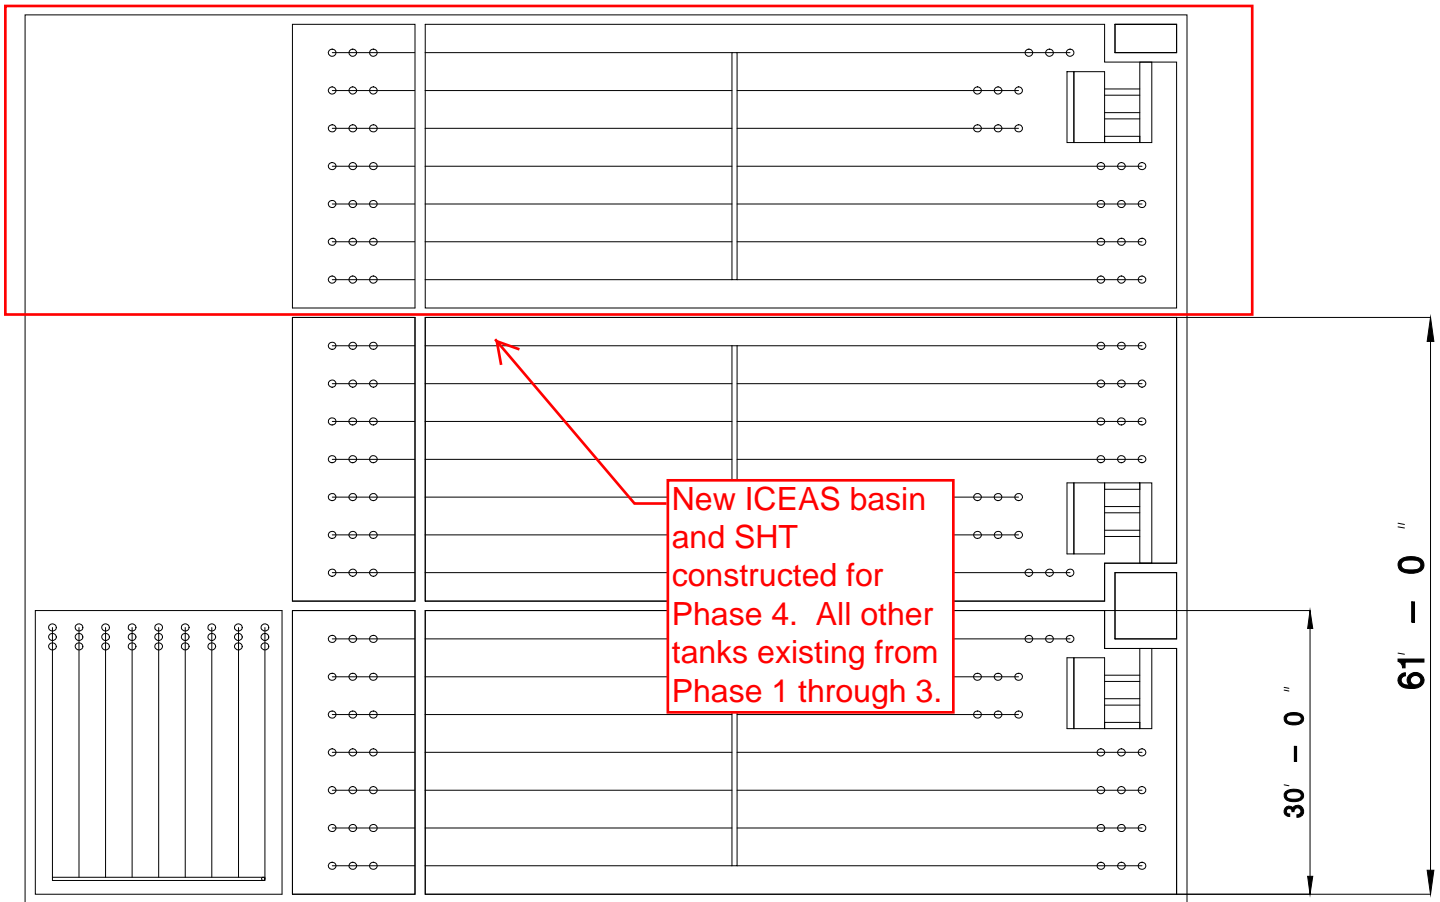 New ICEAS basin
and SHT
constructed for
Phase 4.  All other
tanks existing from
Phase 1 through 3.
30' – 0 "
61' – 0 "